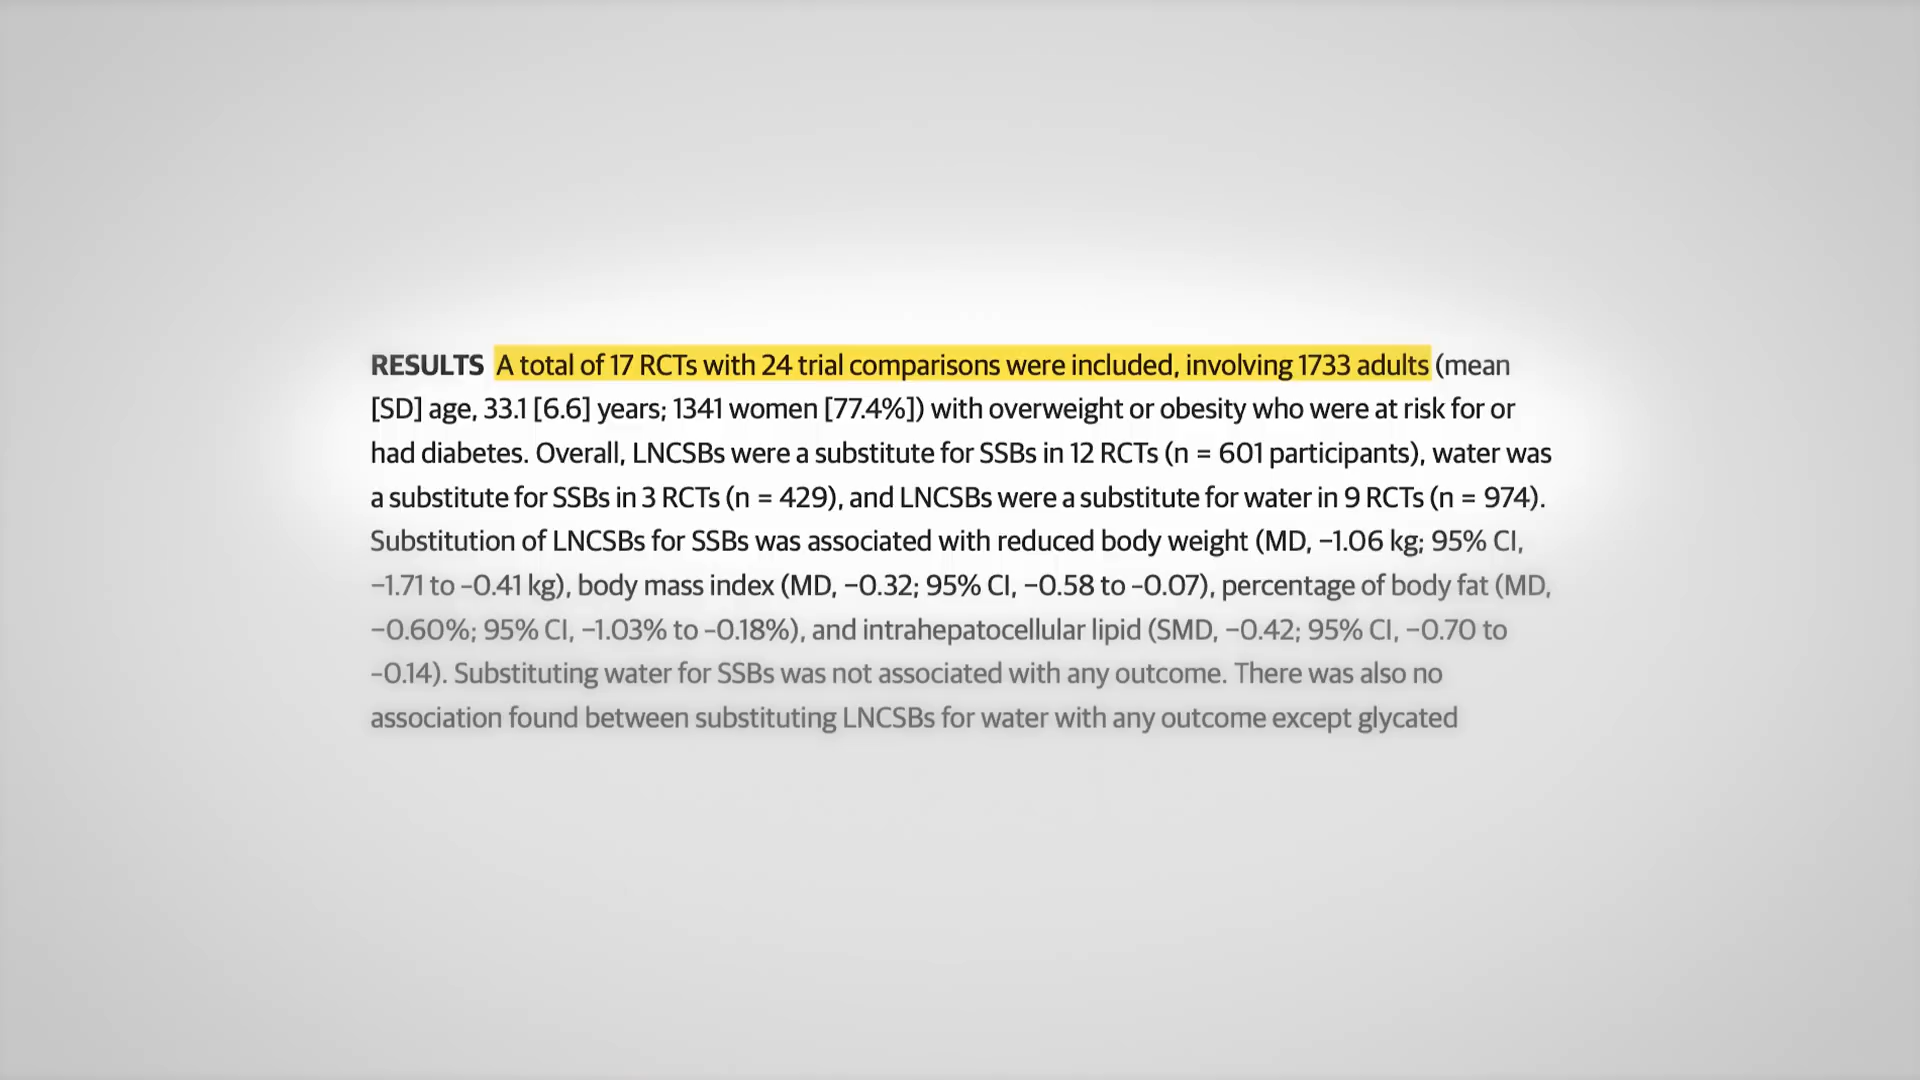 RESULTS A total of 17 RCTs with 24 trial comparisons were included, involving 1733 adults (mean
[SD] age, 33.1 [6.6] years; 1341 women [77.4%]) with overweight or obesity who were at risk for or
had diabetes. Overall, LNCSBs were a substitute for SSBs in 12 RCTs (n = 601 participants), water was
a substitute for SSBs in 3 RCTs (n = 429), and LNCSBs were a substitute for water in 9 RCTs (n = 974).
Substitution of LNCSBs for SSBs was associated with reduced body weight (MD, −1.06 kg; 95% CI,
−1.71 to −0.41 kg), body mass index (MD, −0.32; 95% CI, −0.58 to −0.07), percentage of body fat (MD,
−0.60%; 95% CI, −1.03% to −0.18%), and intrahepatocellular lipid (SMD, −0.42; 95% CI, −0.70 to
−0.14). Substituting water for SSBs was not associated with any outcome. There was also no
association found between substituting LNCSBs for water with any outcome except glycated